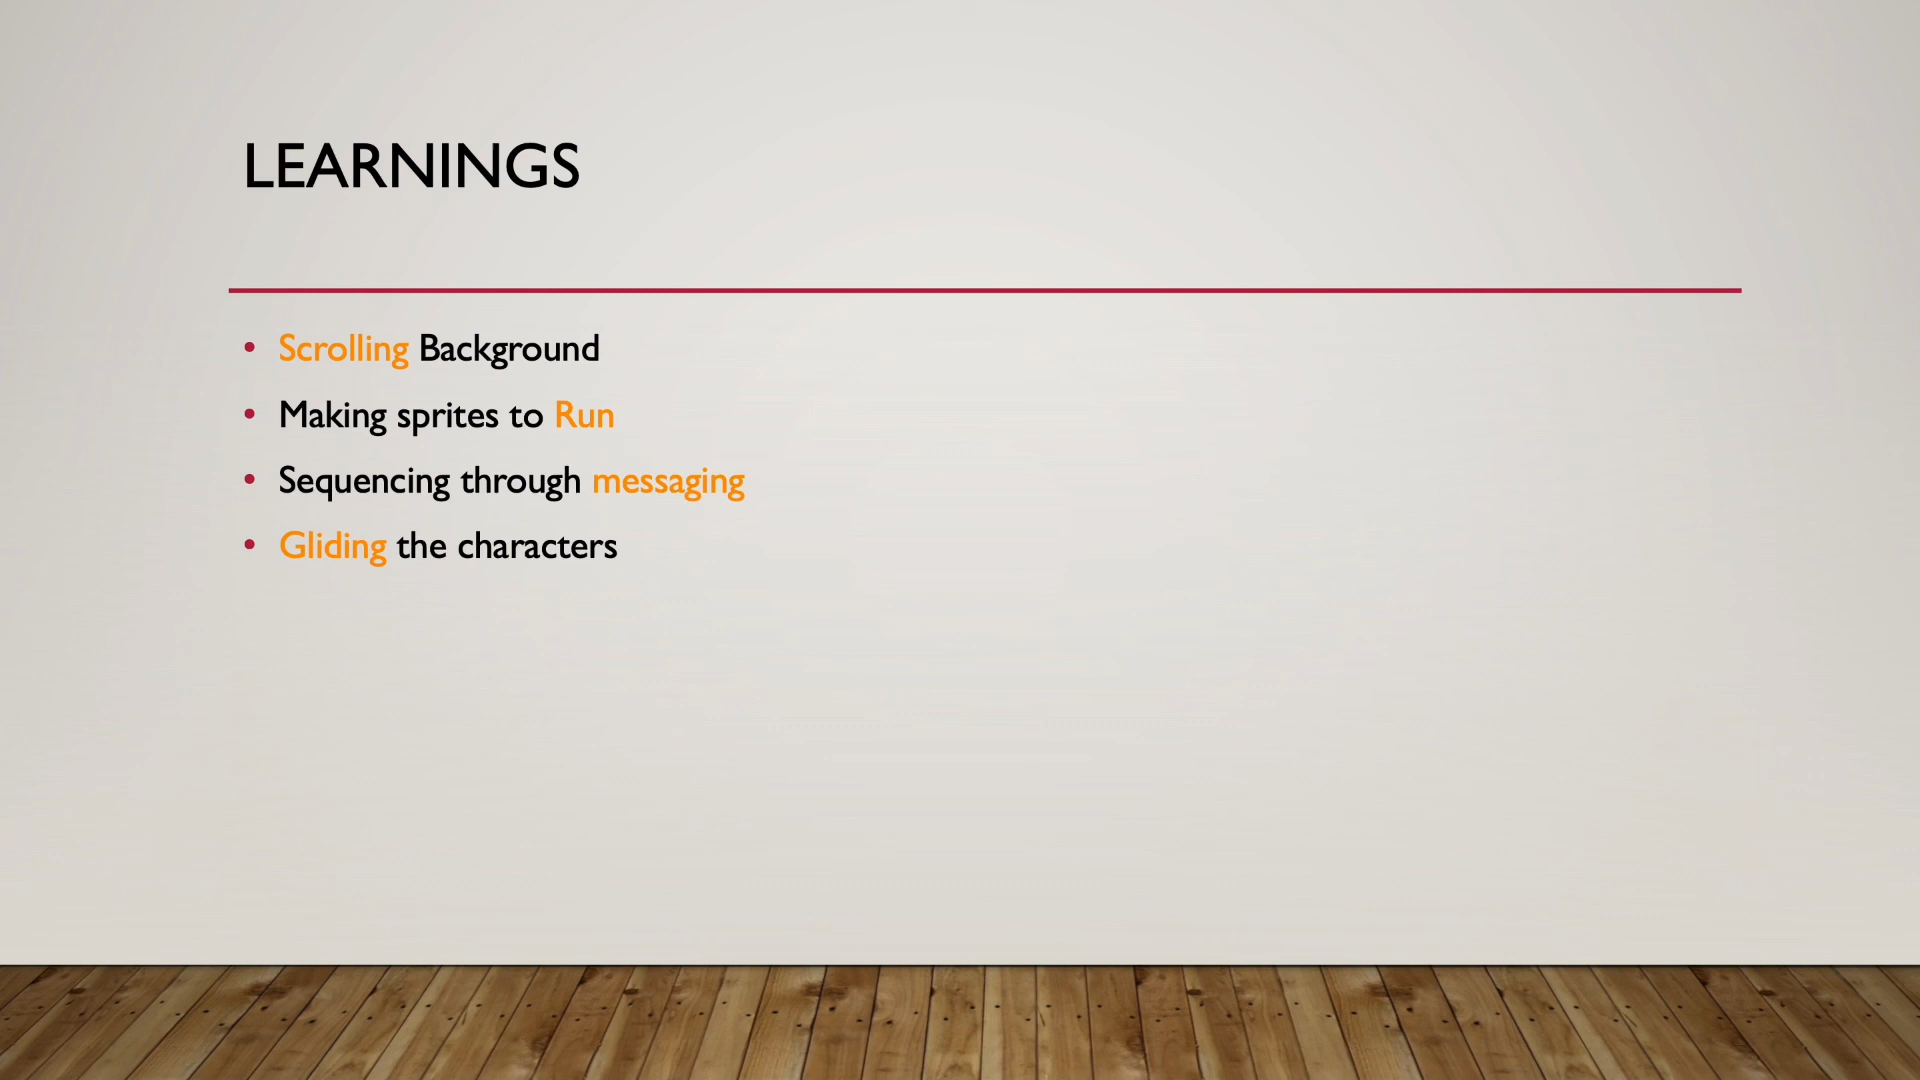 LEARNINGS
• Scrolling Background
• Making sprites to Run
• Sequencing through messaging
• Gliding the characters